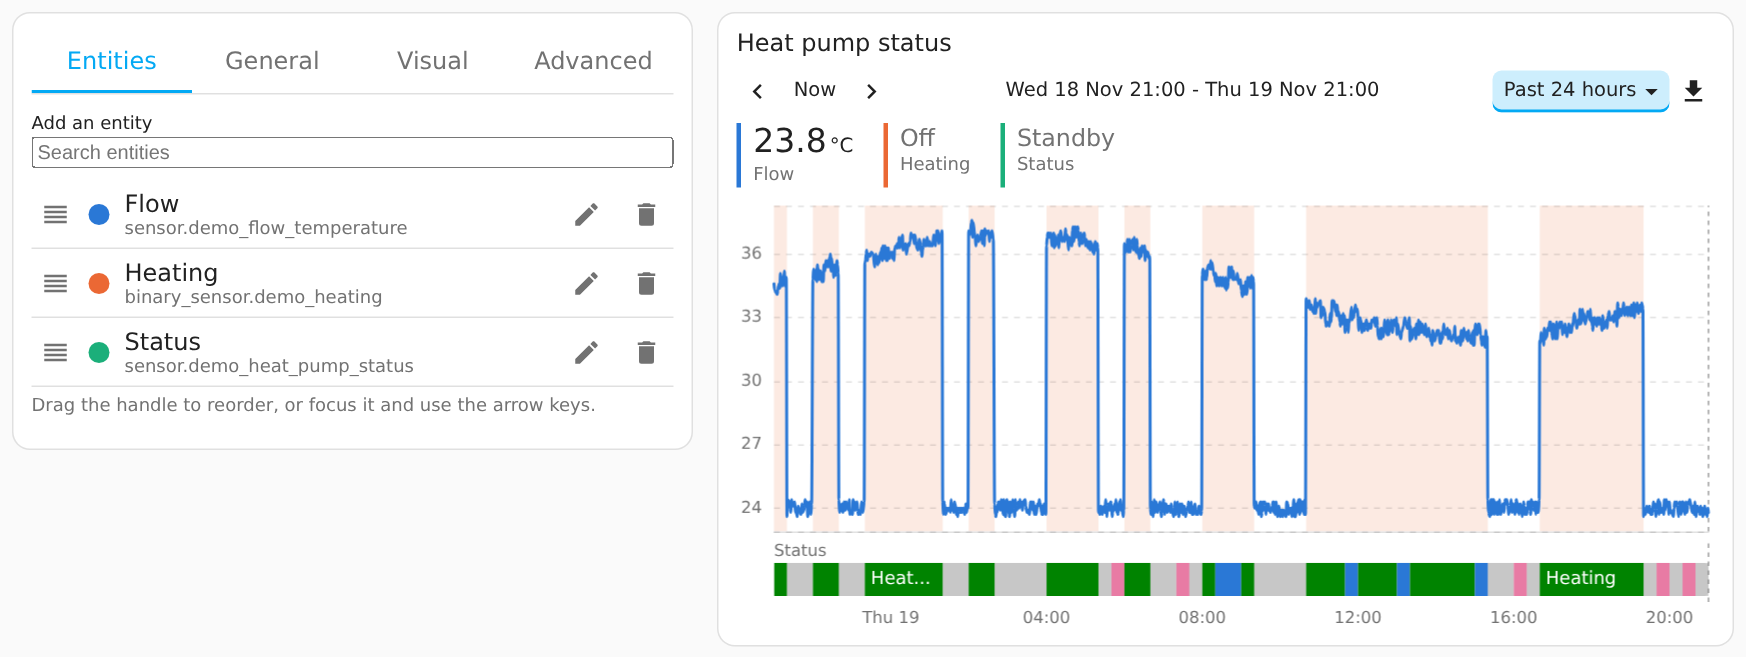 Entities General Visual Advanced
Add an entity
Search entities
Flow
sensor.demo_flow_temperature
Heating
binary_sensor.demo_heating
Status
sensor.demo_heat_pump_status
Drag the handle to reorder, or focus it and use the arrow keys.
Heat pump status
Now Wed 18 Nov 21:00 - Thu 19 Nov 21:00 Past 24 hours
23.8 °C
Flow
Off
Heating
Standby
Status
36
33
30
27
24
Status
Heat... Heating
Thu 19 04:00 08:00 12:00 16:00 20:00